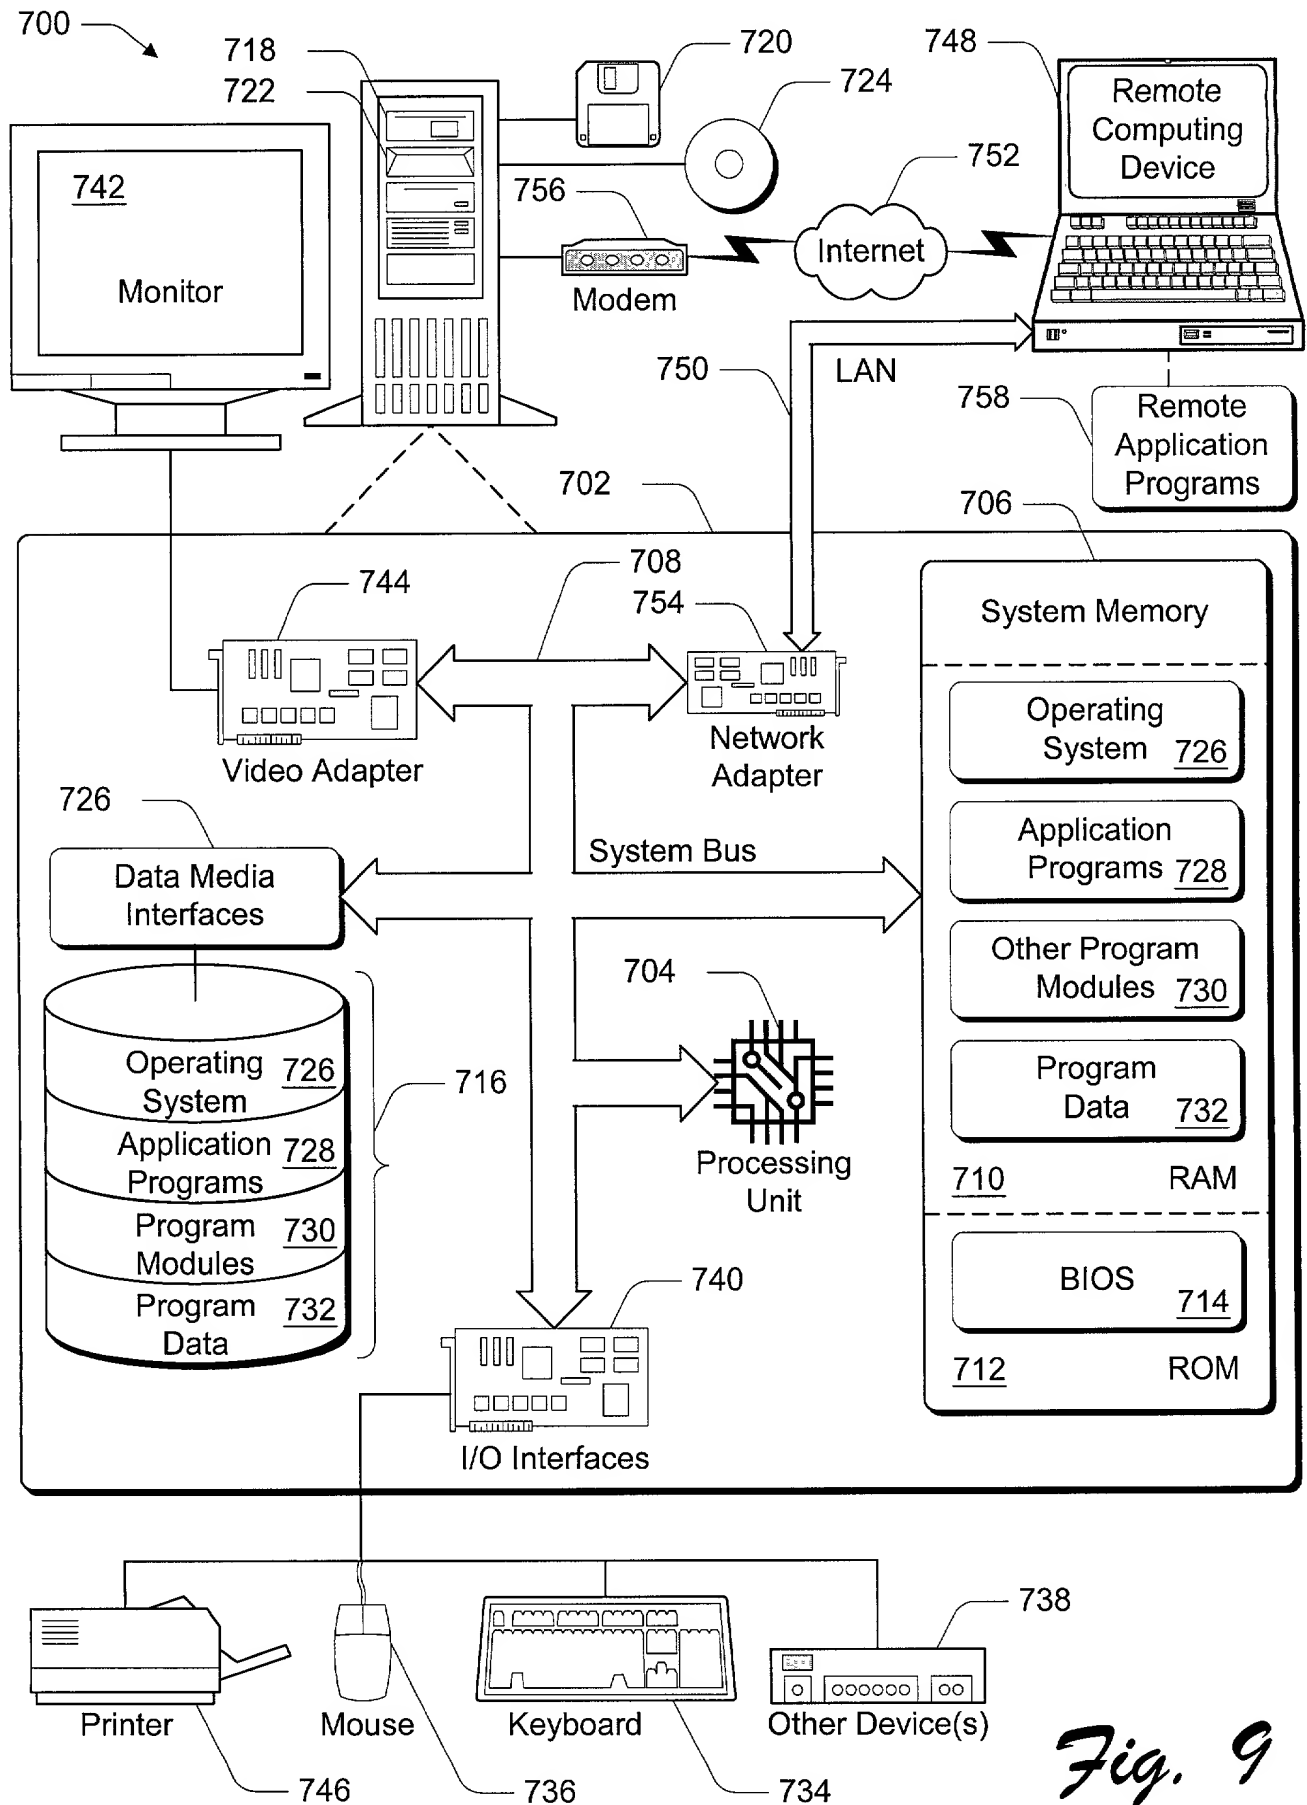 700
718
722
720
724
748
Remote
Computing
Device
742
Monitor
756
752
Internet
Modem
750
LAN
758
Remote
Application
Programs
702
706
708
744
754
System Memory
Operating
System 726
Video Adapter
Network
Adapter
726
Data Media
Interfaces
System Bus
Application
Programs 728
Other Program
Modules 730
704
Processing
Unit
Program
Data 732
710 RAM
Operating
System 726
716
Application
Programs 728
Program
Modules 730
Program
Data 732
740
BIOS
714
712 ROM
I/O Interfaces
Printer
Mouse
Keyboard
738
Other Device(s)
746
736
734
Fig. 9